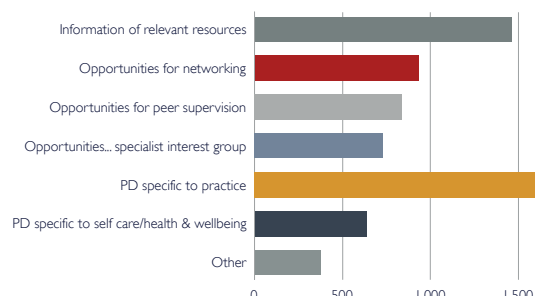 Information of relevant resources
Opportunities for networking
Opportunities for peer supervision
Opportunities... specialist interest group
PD specific to practice
PD specific to self care/health & wellbeing
Other
0 500 1,000 1,500